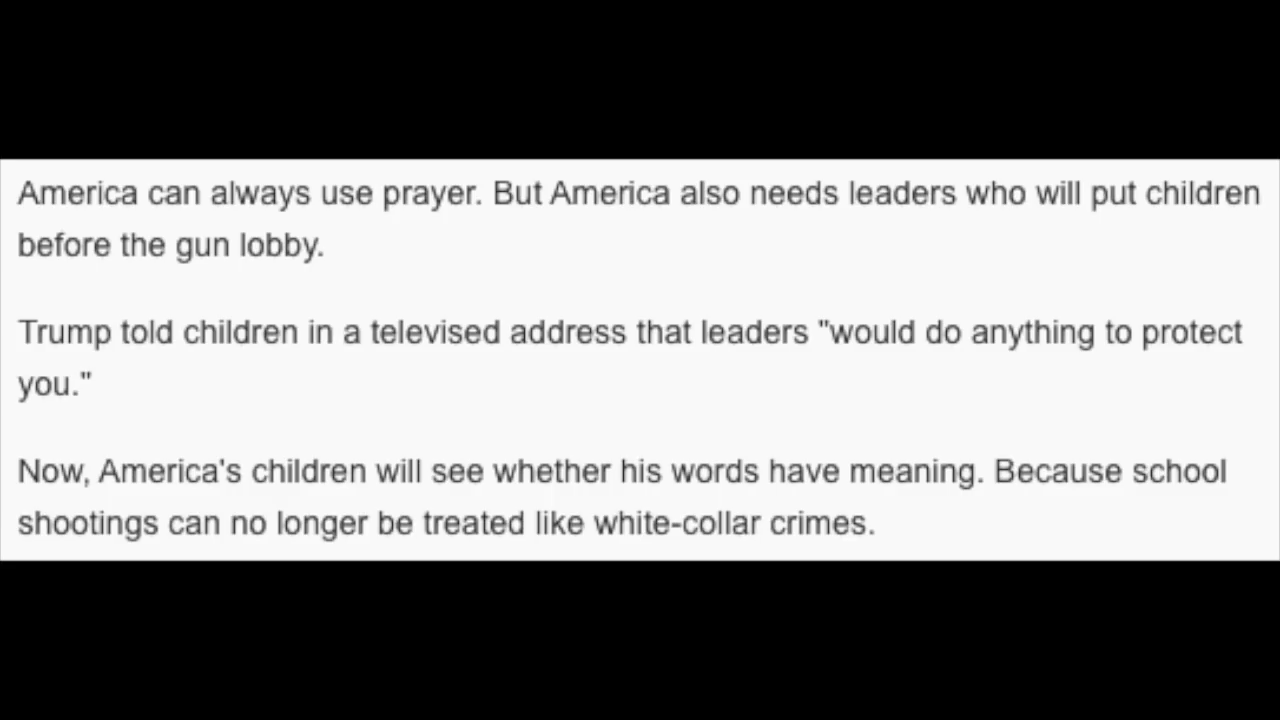 America can always use prayer. But America also needs leaders who will put children
before the gun lobby.
Trump told children in a televised address that leaders "would do anything to protect
you."
Now, America's children will see whether his words have meaning. Because school
shootings can no longer be treated like white-collar crimes.